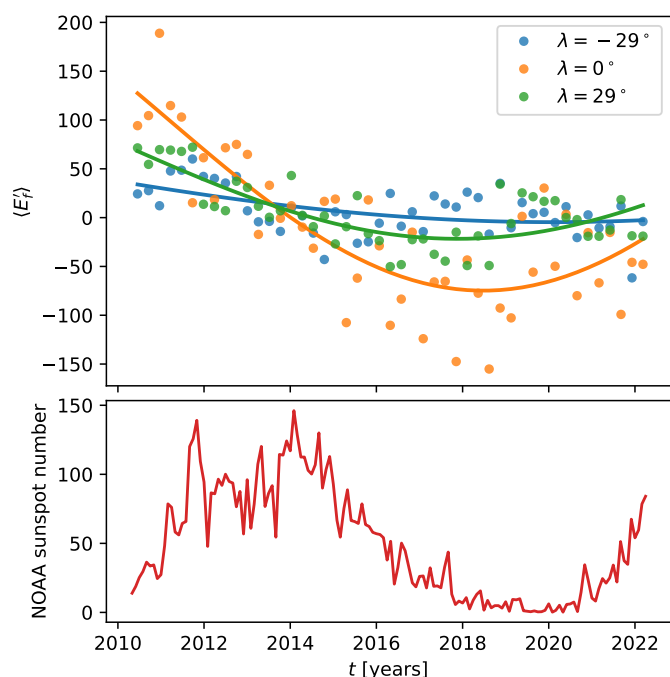 200
150
100
50
0
−50
−100
−150
⟨E_f⟩
λ = −29°
λ = 0°
λ = 29°
150
100
50
0
NOAA sunspot number
2010 2012 2014 2016 2018 2020 2022
t [years]